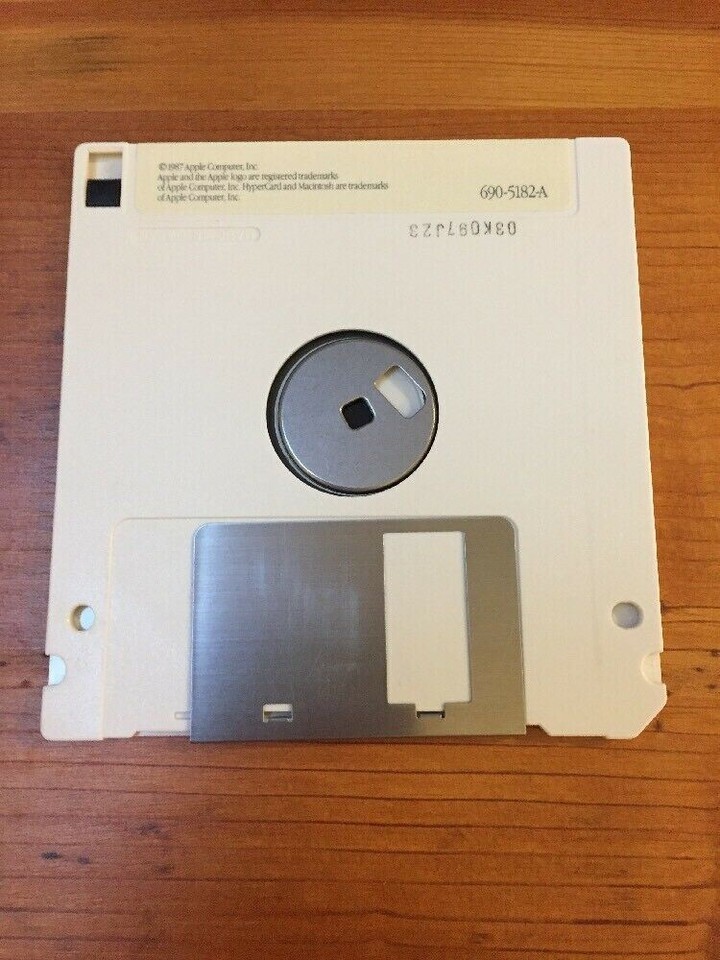 ©1987 Apple Computer, Inc.
Apple and the Apple logo are registered trademarks
of Apple Computer, Inc. HyperCard and Macintosh are trademarks
of Apple Computer, Inc.
690-5182-A
03K097J23